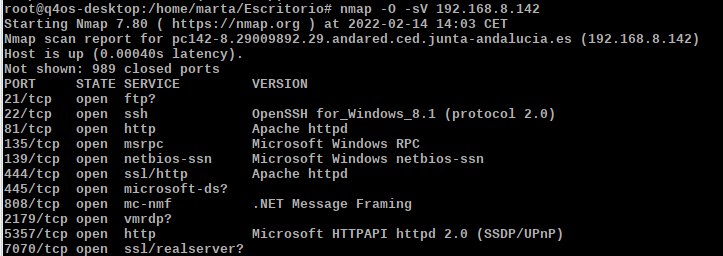 root@q4os-desktop:/home/marta/Escritorio# nmap -O -sV 192.168.8.142
Starting Nmap 7.80 ( https://nmap.org ) at 2022-02-14 14:03 CET
Nmap scan report for pc142-8.29009892.29.andared.ced.junta-andalucia.es (192.168.8.142)
Host is up (0.00040s latency).
Not shown: 989 closed ports
PORT     STATE SERVICE         VERSION
21/tcp   open  ftp?
22/tcp   open  ssh             OpenSSH for_Windows_8.1 (protocol 2.0)
81/tcp   open  http            Apache httpd
135/tcp  open  msrpc           Microsoft Windows RPC
139/tcp  open  netbios-ssn     Microsoft Windows netbios-ssn
444/tcp  open  ssl/http        Apache httpd
445/tcp  open  microsoft-ds?
808/tcp  open  mc-nmf          .NET Message Framing
2179/tcp open  vmrdp?
5357/tcp open  http            Microsoft HTTPAPI httpd 2.0 (SSDP/UPnP)
7070/tcp open  ssl/realserver?